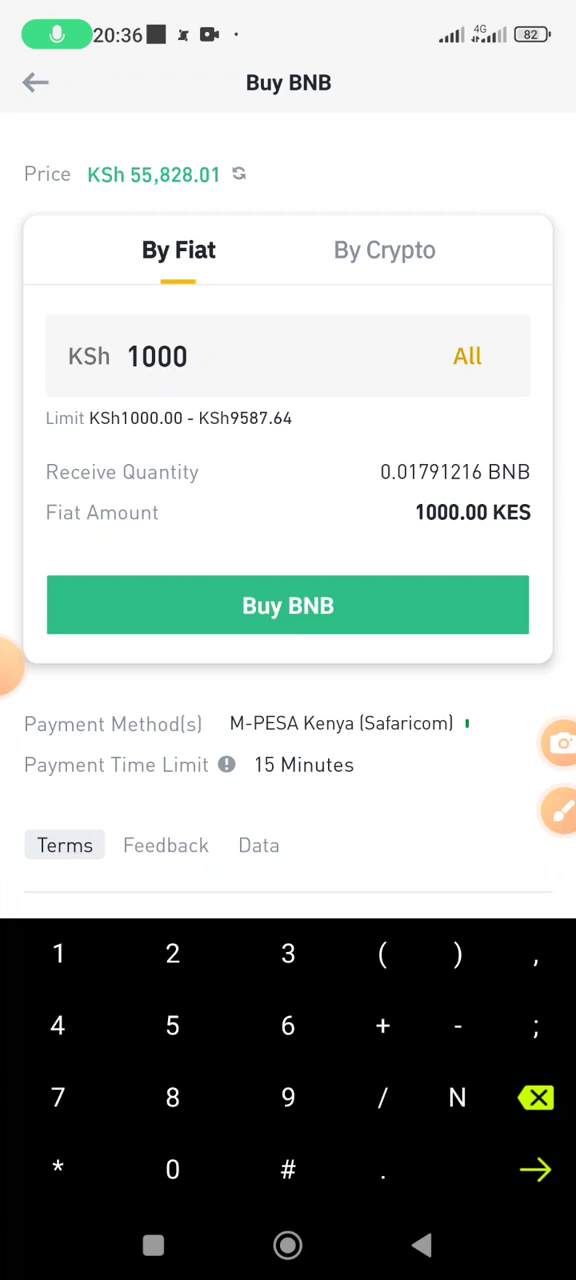 20:36 4G 82
Buy BNB
Price KSh 55,828.01
By Fiat By Crypto
KSh 1000 All
Limit KSh1000.00 - KSh9587.64
Receive Quantity 0.01791216 BNB
Fiat Amount 1000.00 KES
Buy BNB
Payment Method(s) M-PESA Kenya (Safaricom)
Payment Time Limit 15 Minutes
Terms Feedback Data
1 2 3 ( ) ,
4 5 6 + - ;
7 8 9 / N
* 0 # .